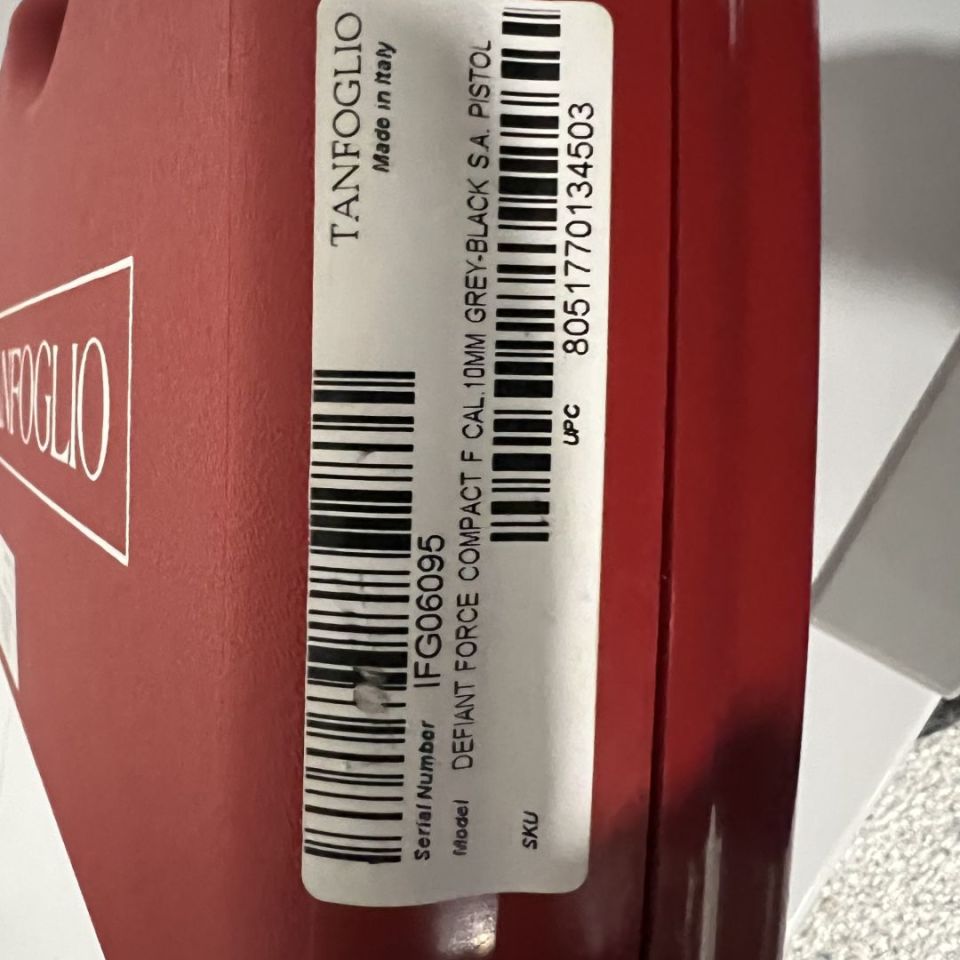 TANFOGLIO
TANFOGLIO
Made in Italy
Serial Number IFG06095
Model DEFIANT FORCE COMPACT F CAL.10MM GREY-BLACK S.A. PISTOL
UPC 8051770134503
SKU